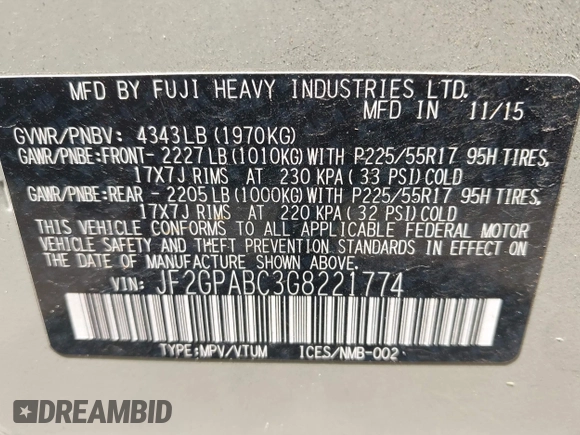 MFD BY FUJI HEAVY INDUSTRIES LTD.
MFD IN 11/15
GVWR/PNBV: 4343LB (1970KG)
GAWR/PNBE:FRONT- 2227LB(1010KG)WITH P225/55R17 95H TIRES,
17X7J RIMS AT 230 KPA (33 PSI)COLD
GAWR/PNBE:REAR - 2205LB(1000KG)WITH P225/55R17 95H TIRES,
17X7J RIMS AT 220 KPA (32 PSI)COLD
THIS VEHICLE CONFORMS TO ALL APPLICABLE FEDERAL MOTOR
VEHICLE SAFETY AND THEFT PREVENTION STANDARDS IN EFFECT ON
THE DATE OF MANUFACTURE SHOWN ABOVE.
VIN: JF2GPABC3G8221774
TYPE:MPV/VTUM ICES/NMB-002
DREAMBID
DREAMBID.COM